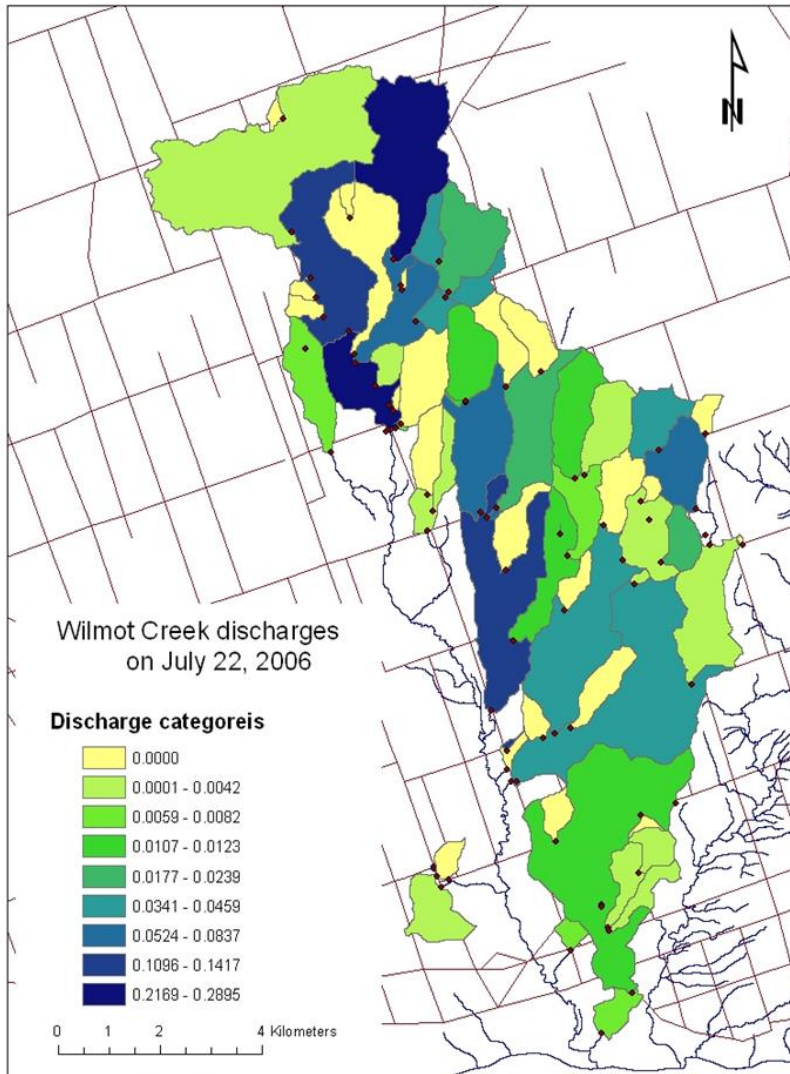 N
Wilmot Creek discharges
on July 22, 2006
Discharge categoreis
0.0000
0.0001 - 0.0042
0.0059 - 0.0082
0.0107 - 0.0123
0.0177 - 0.0239
0.0341 - 0.0459
0.0524 - 0.0837
0.1096 - 0.1417
0.2169 - 0.2895
0 1 2 4 Kilometers